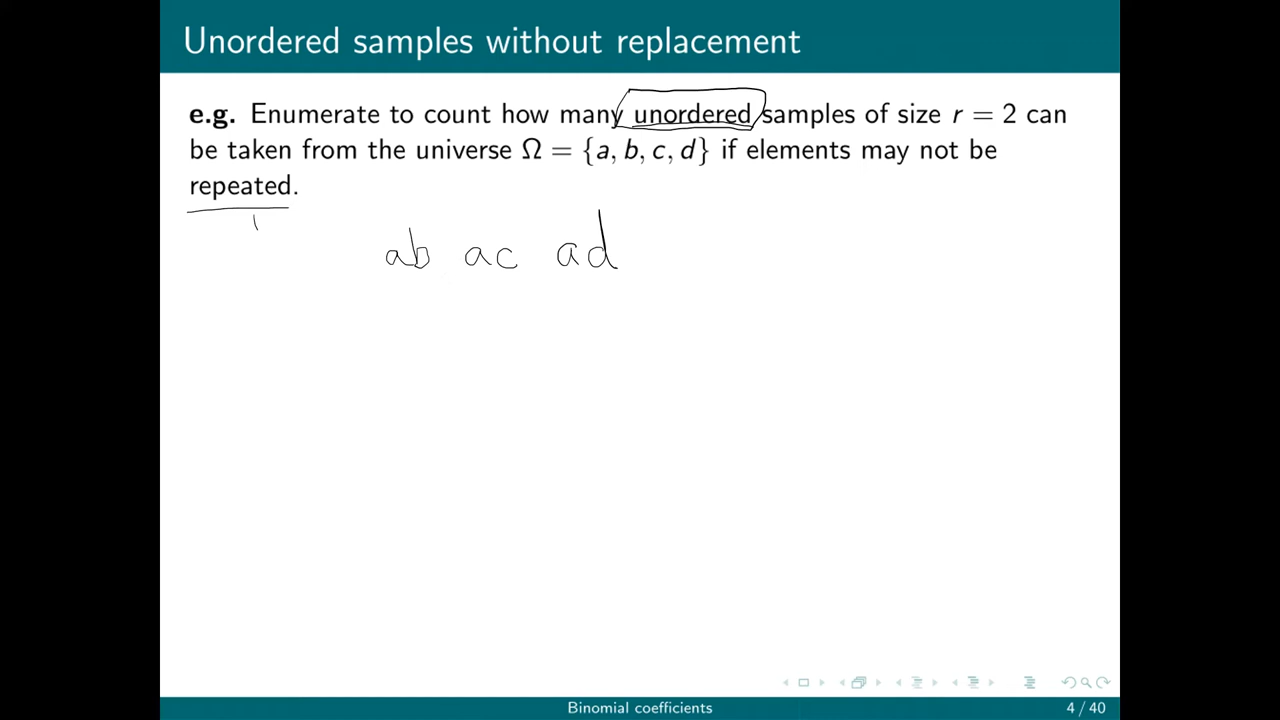 Unordered samples without replacement
e.g. Enumerate to count how many unordered samples of size r = 2 can
be taken from the universe Ω = {a, b, c, d} if elements may not be
repeated.
ab ac ad
Binomial coefficients
4 / 40